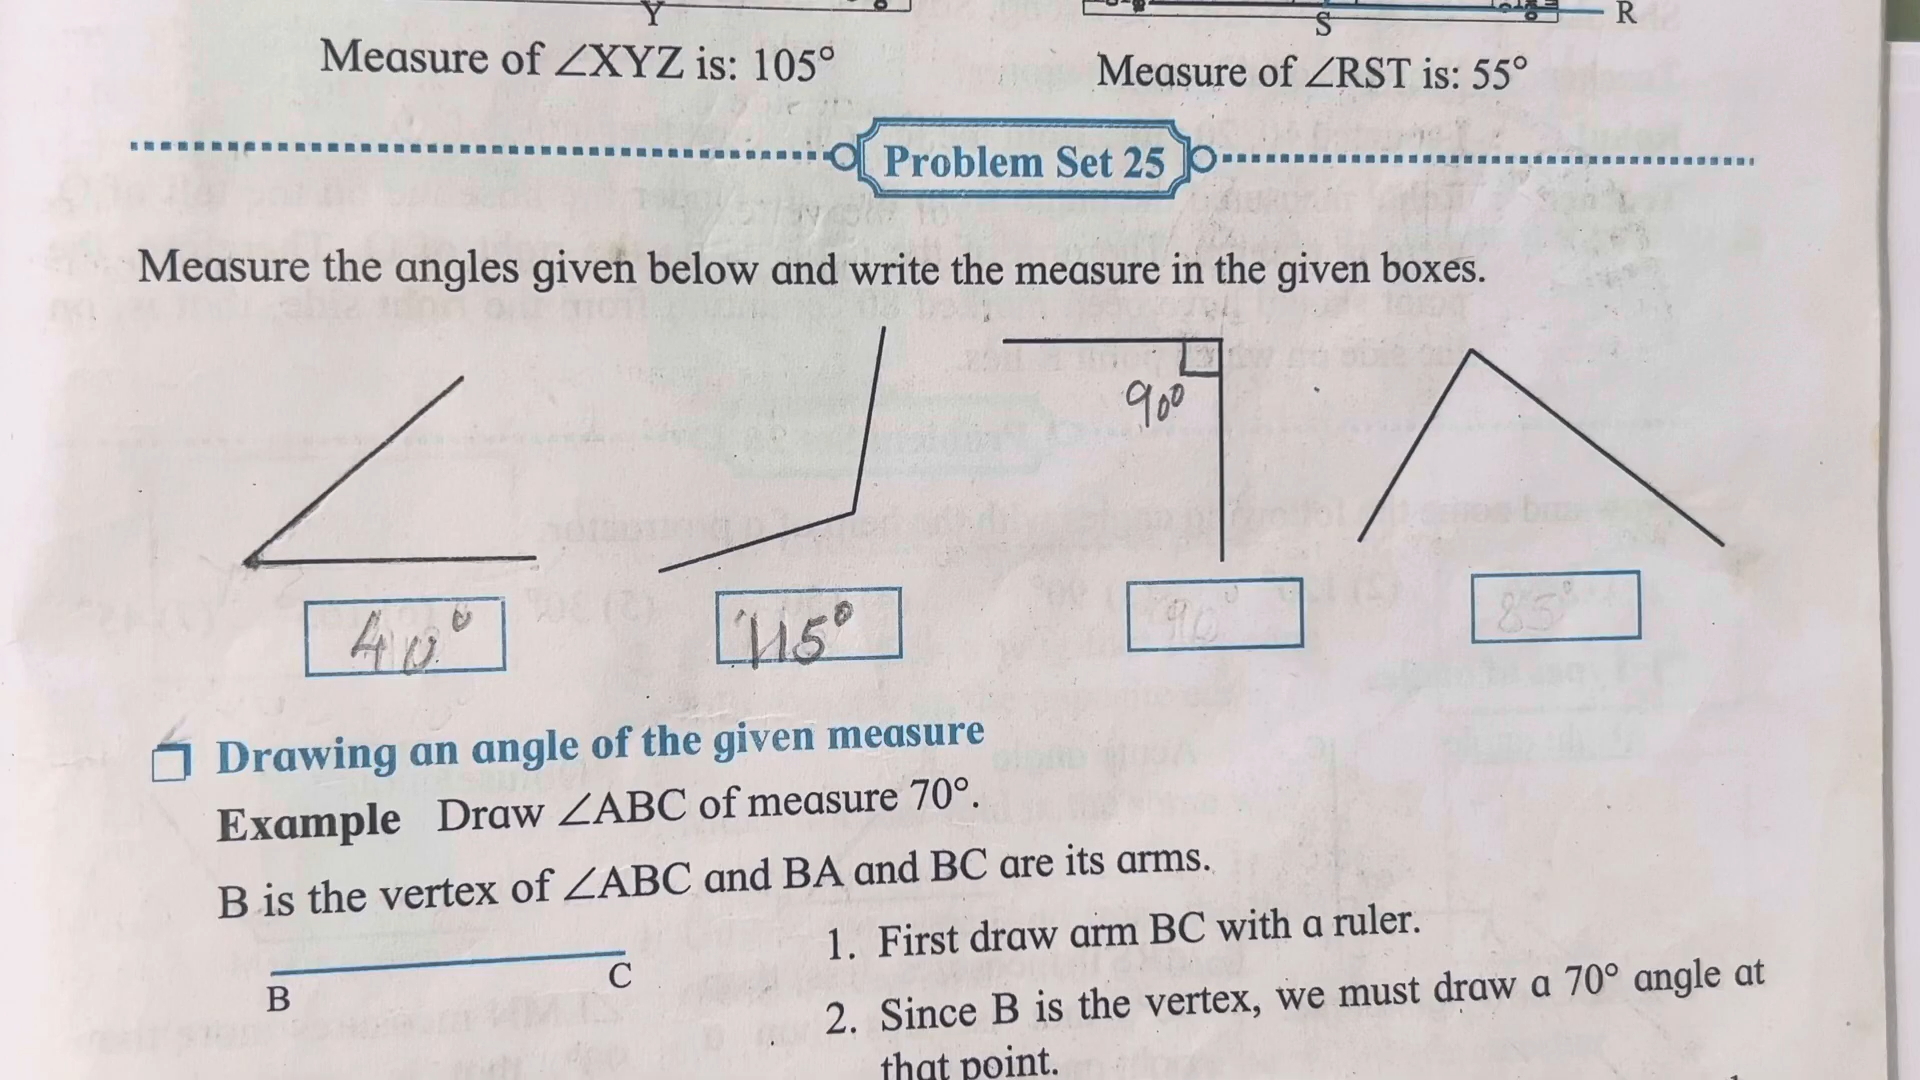 Y S R
Measure of ∠XYZ is: 105° Measure of ∠RST is: 55°
Problem Set 25
Measure the angles given below and write the measure in the given boxes.
90°
40° 115° 90° 85°
Drawing an angle of the given measure
Example Draw ∠ABC of measure 70°.
B is the vertex of ∠ABC and BA and BC are its arms.
B C
1. First draw arm BC with a ruler.
2. Since B is the vertex, we must draw a 70° angle at
that point.